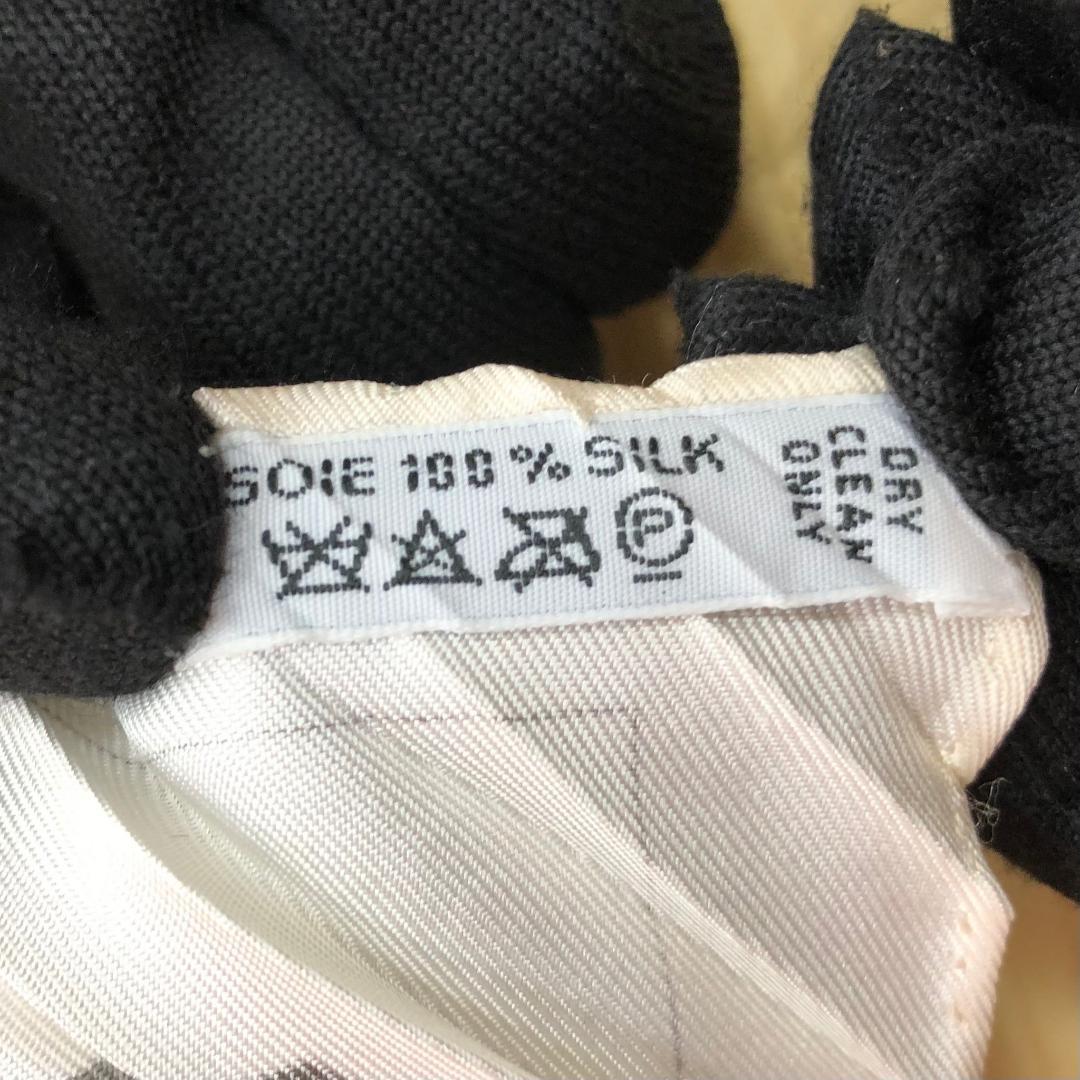 SOIE 100% SILK
P
DRY
CLEAN
ONLY